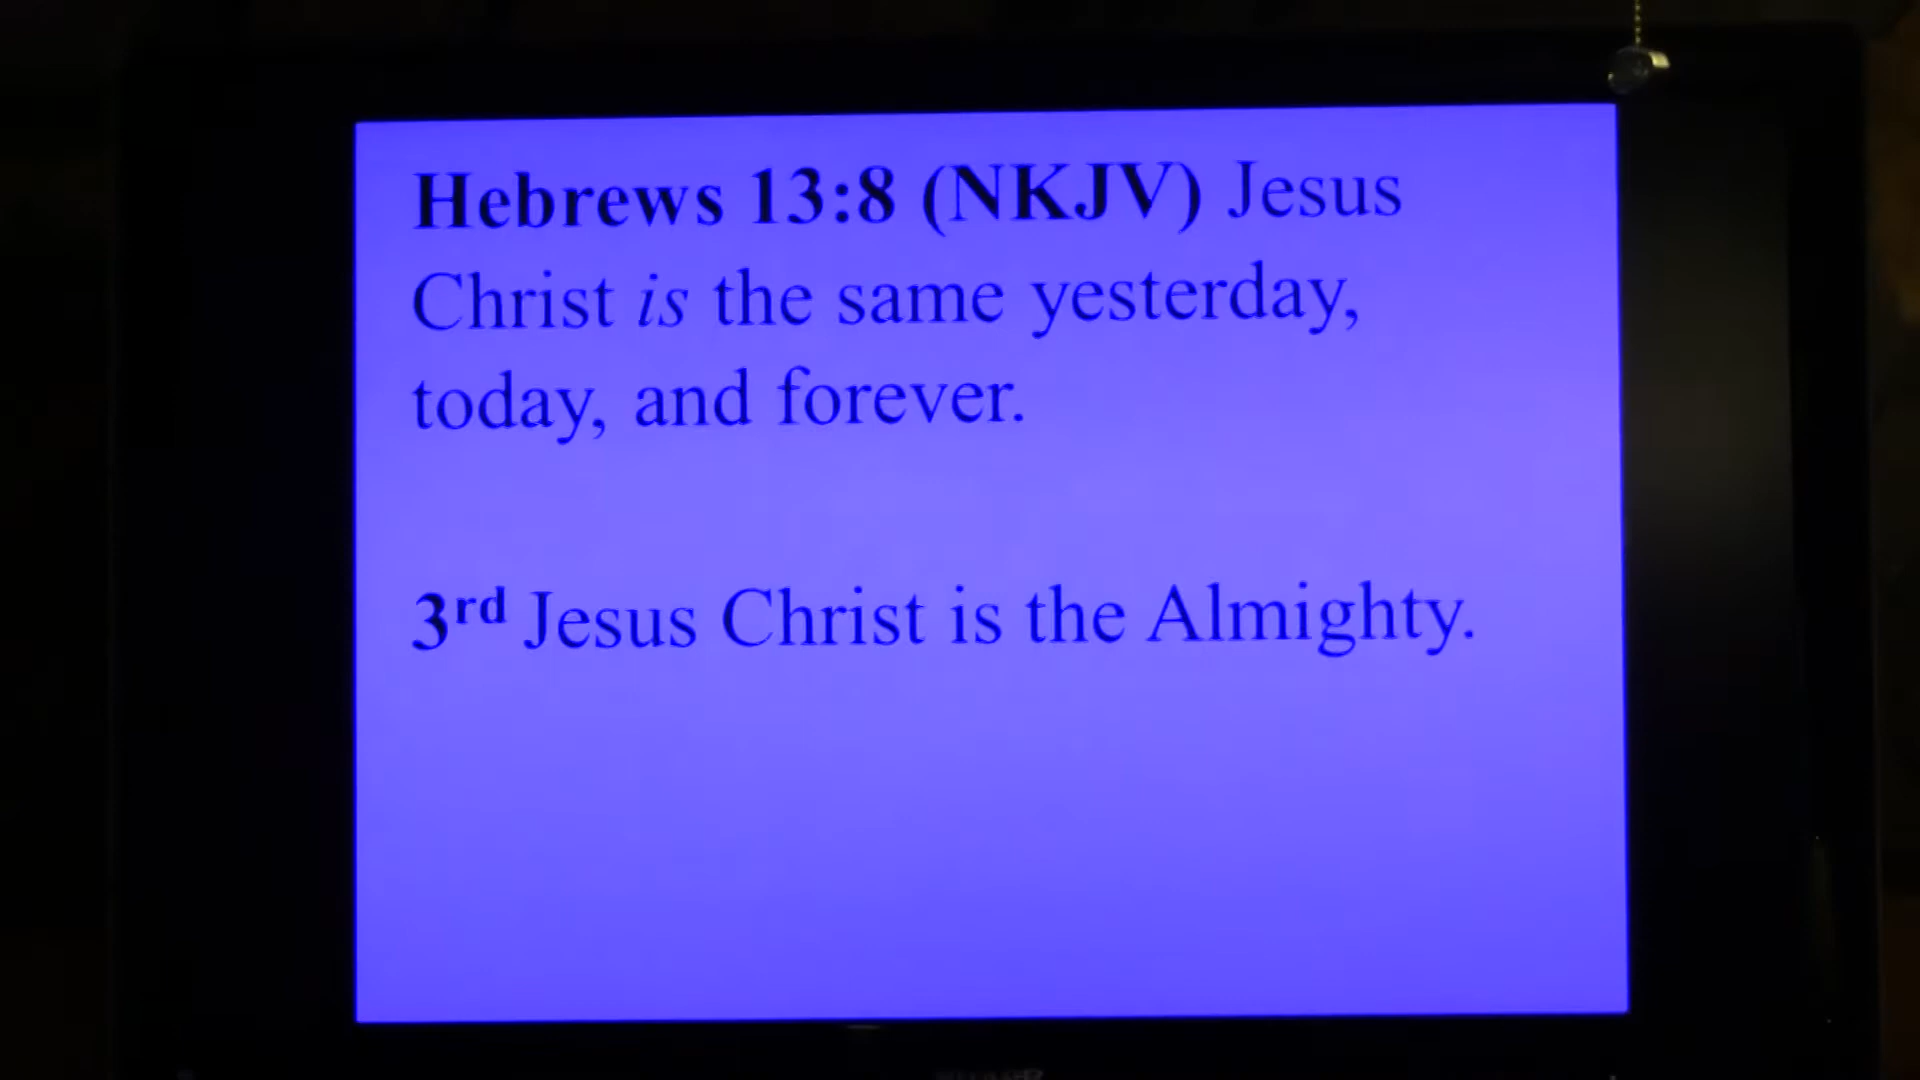 Hebrews 13:8 (NKJV) Jesus
Christ is the same yesterday,
today, and forever.
3rd Jesus Christ is the Almighty.